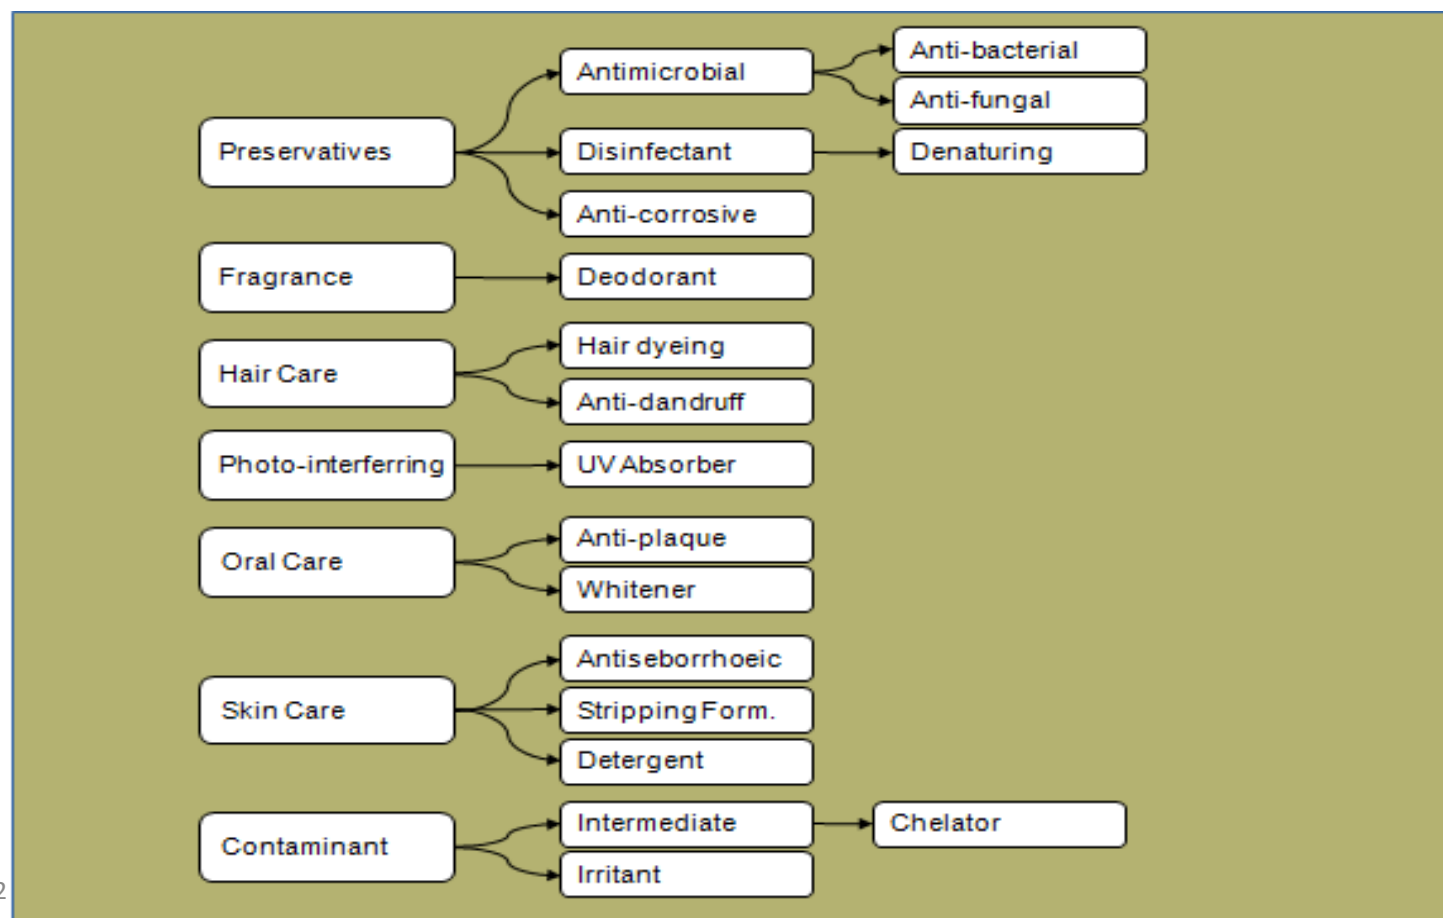 Antimicrobial
Anti-bacterial
Anti-fungal
Preservatives
Disinfectant
Denaturing
Anti-corrosive
Fragrance
Deodorant
Hair Care
Hair dyeing
Anti-dandruff
Photo-interferring
UV Absorber
Oral Care
Anti-plaque
Whitener
Skin Care
Antiseborrhoeic
Stripping Form.
Detergent
Contaminant
Intermediate
Chelator
Irritant
2